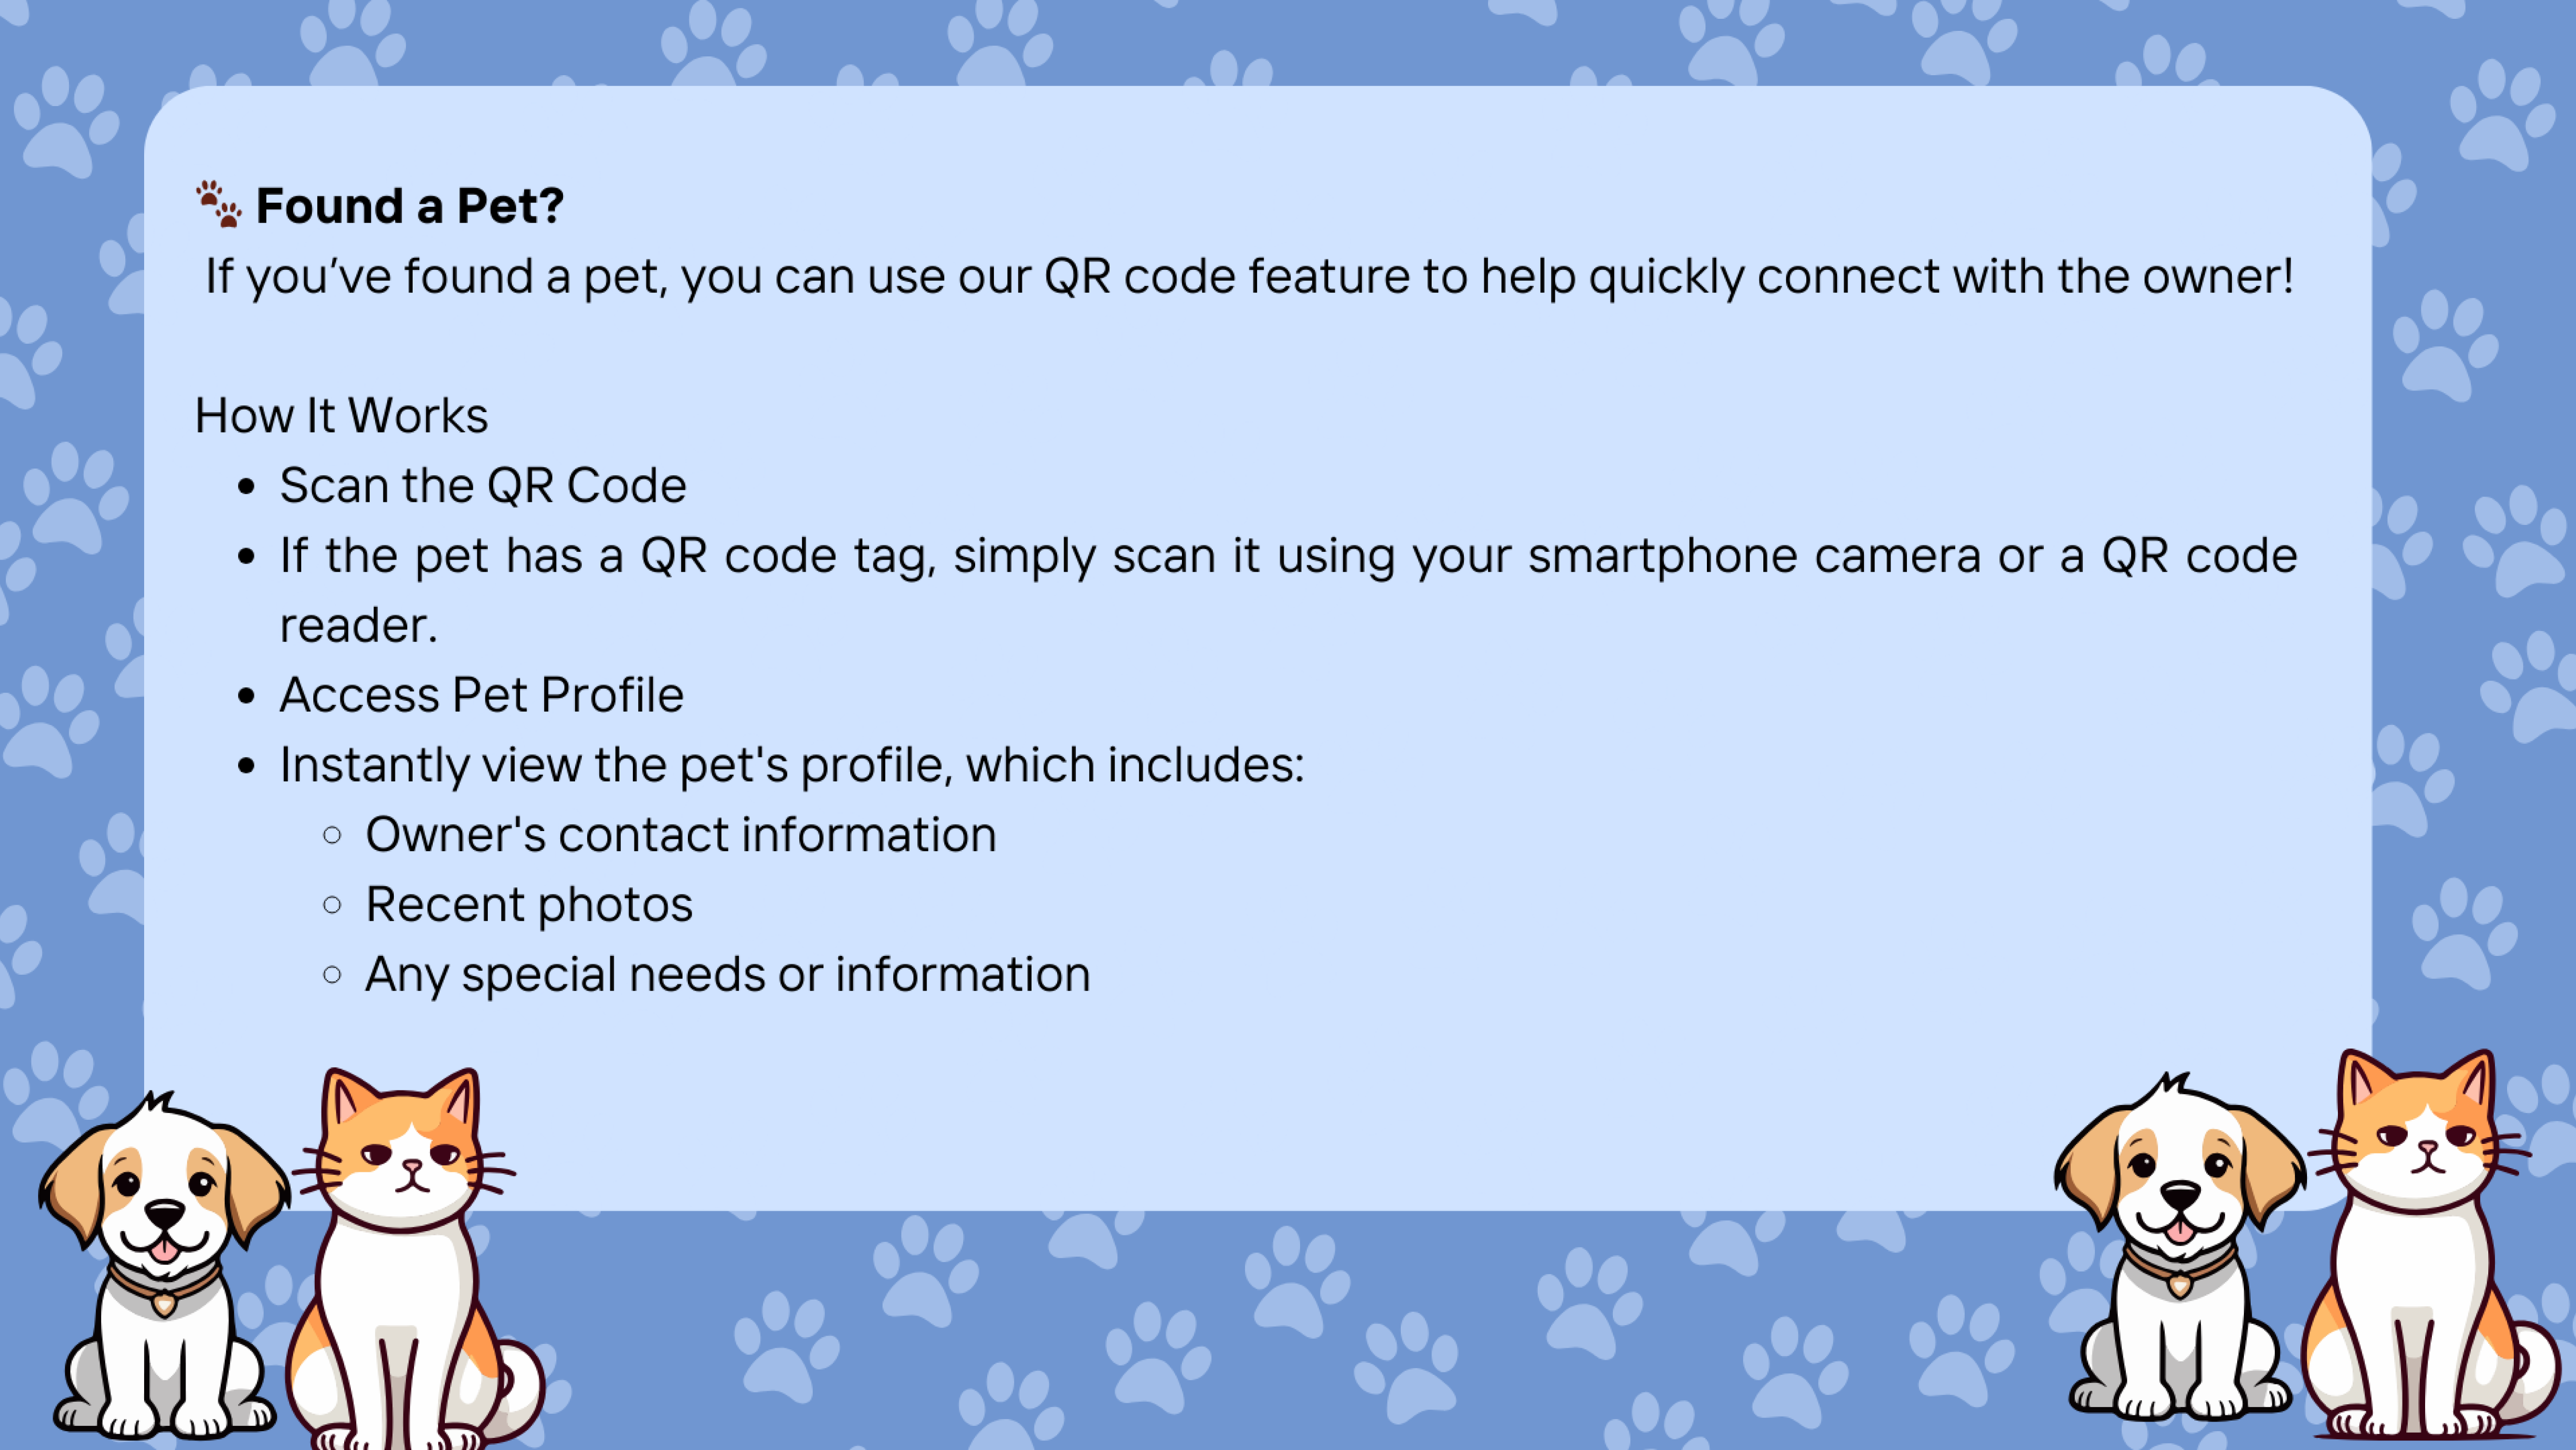 Found a Pet?
If you’ve found a pet, you can use our QR code feature to help quickly connect with the owner!
How It Works
• Scan the QR Code
• If the pet has a QR code tag, simply scan it using your smartphone camera or a QR code
reader.
• Access Pet Profile
• Instantly view the pet's profile, which includes:
○ Owner's contact information
○ Recent photos
○ Any special needs or information